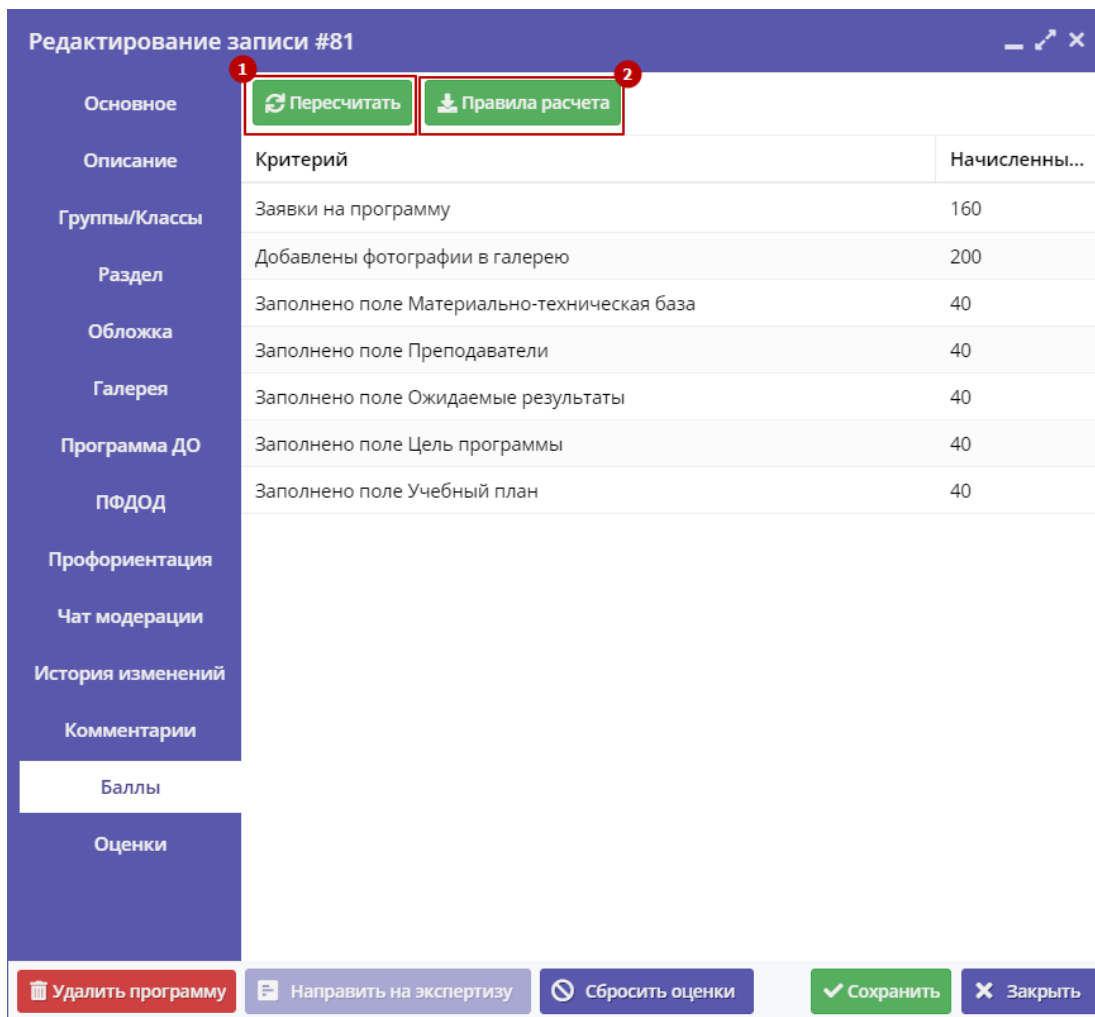 Редактирование записи #81
1
2
Пересчитать
Правила расчета
Основное
Описание
Группы/Классы
Раздел
Обложка
Галерея
Программа ДО
ПФДОД
Профориентация
Чат модерации
История изменений
Комментарии
Баллы
Оценки
Критерий Начисленны...
Заявки на программу 160
Добавлены фотографии в галерею 200
Заполнено поле Материально-техническая база 40
Заполнено поле Преподаватели 40
Заполнено поле Ожидаемые результаты 40
Заполнено поле Цель программы 40
Заполнено поле Учебный план 40
Удалить программу Направить на экспертизу Сбросить оценки Сохранить Закрыть